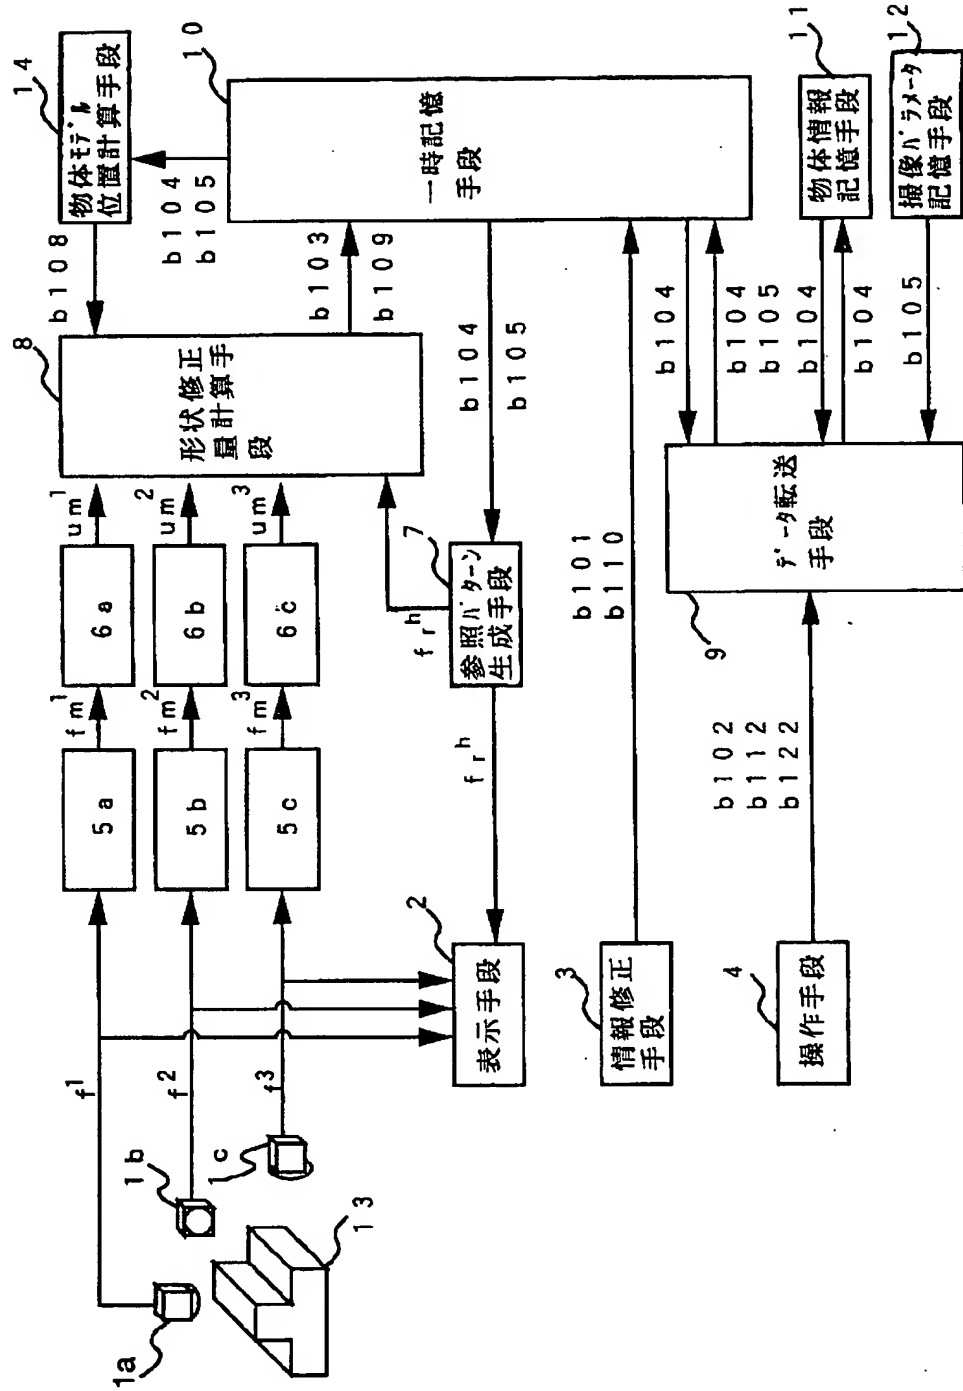 1a
1b
1c
13
f¹
f²
f³
5a
5b
5c
fm¹
fm²
fm³
6a
6b
6c
um¹
um²
um³
8
形状修正
量計算手
段
b108
14
物体ﾓﾃﾞﾙ
位置計算手段
b104
b105
b103
b109
10
一時記憶
手段
2
表示手段
frʰ
frʰ
7
参照ﾊﾟﾀｰﾝ
生成手段
b104
b105
3
情報修正
手段
b101
b110
4
操作手段
b102
b112
b122
9
ﾃﾞｰﾀ転送
手段
b104
b104
b105
b104
b104
b105
11
物体情報
記憶手段
12
撮像ﾊﾟﾗﾒｰﾀ
記憶手段